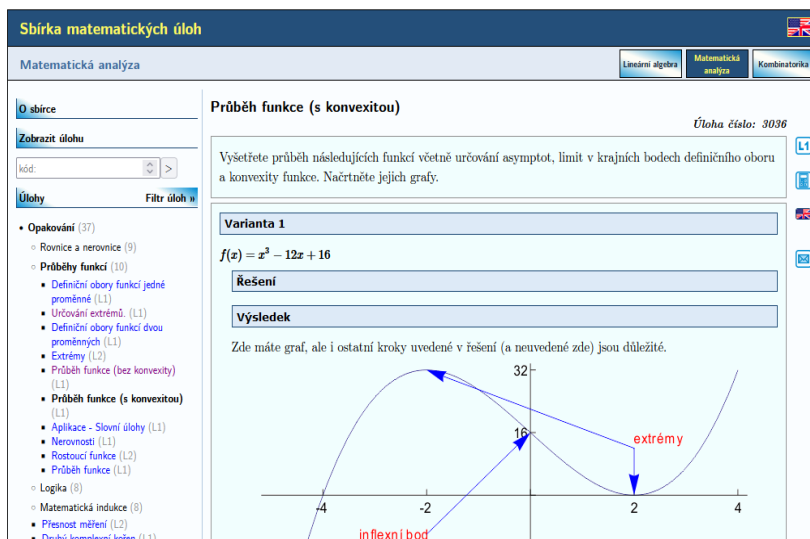 Sbírka matematických úloh
Matematická analýza
Lineární algebra
Matematická
analýza
Kombinatorika
O sbírce
Zobrazit úlohu
kód:
>
Úlohy
Filtr úloh »
Opakování (37)
Rovnice a nerovnice (9)
Průběhy funkcí (10)
Definiční obory funkcí jedné
proměnné (L1)
Určování extrémů. (L1)
Definiční obory funkcí dvou
proměnných (L1)
Extrémy (L2)
Průběh funkce (bez konvexity)
(L1)
Průběh funkce (s konvexitou)
(L1)
Aplikace - Slovní úlohy (L1)
Nerovnosti (L1)
Rostoucí funkce (L2)
Průběh funkce (L1)
Logika (8)
Matematická indukce (8)
Přesnost měření (L2)
Druhý komplexní kořen (L1)
Průběh funkce (s konvexitou)
Úloha číslo: 3036
Vyšetřete průběh následujících funkcí včetně určování asymptot, limit v krajních bodech definičního oboru
a konvexity funkce. Načrtněte jejich grafy.
Varianta 1
f(x) = x³ − 12x + 16
Řešení
Výsledek
Zde máte graf, ale i ostatní kroky uvedené v řešení (a neuvedené zde) jsou důležité.
32
16
extrémy
-4 -2 2 4
inflexní bod
L1